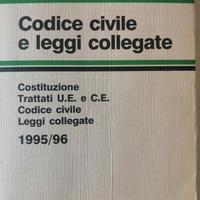 Codice civile
e leggi collegate
Costituzione
Trattati U.E. e C.E.
Codice civile
Leggi collegate
1995/96